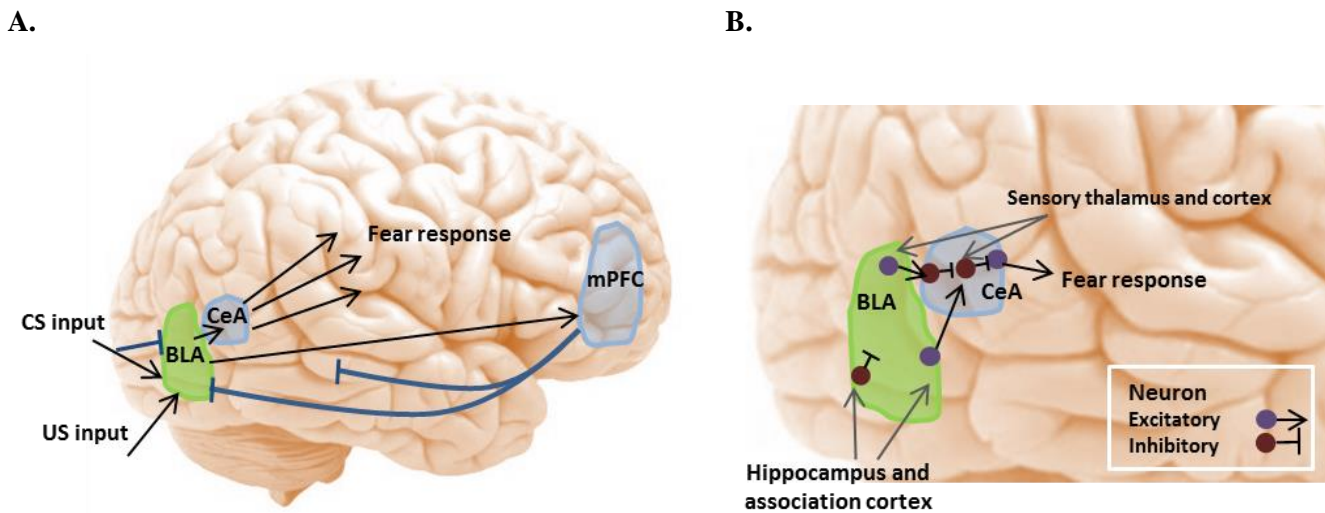 A.
B.
Fear response
mPFC
CeA
CS input
BLA
US input
Sensory thalamus and cortex
BLA
CeA
Fear response
Hippocampus and
association cortex
Neuron
Excitatory
Inhibitory